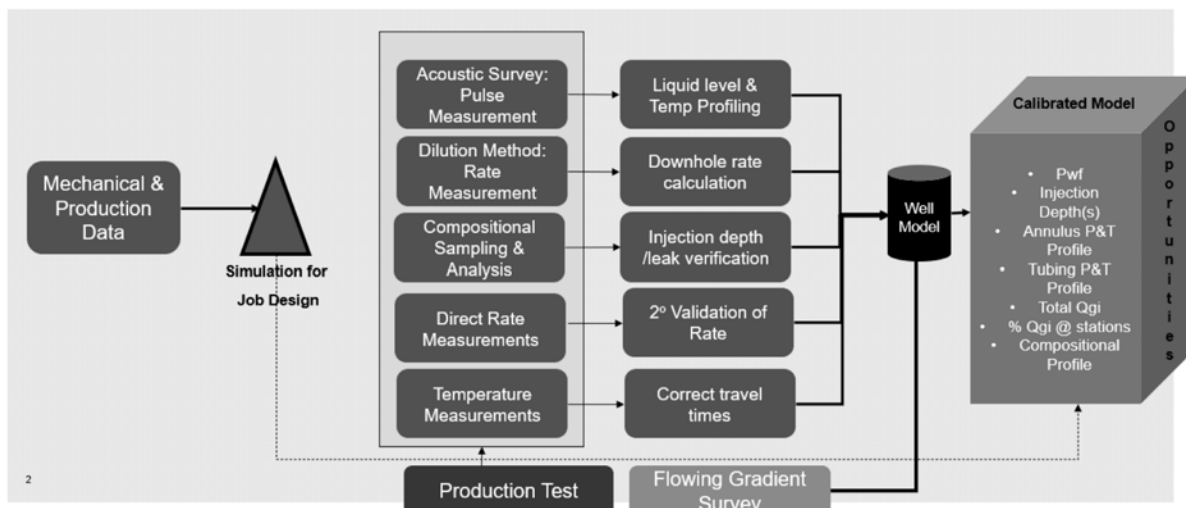 Mechanical &
Production
Data
Simulation for
Job Design
Acoustic Survey:
Pulse
Measurement
Dilution Method:
Rate
Measurement
Compositional
Sampling &
Analysis
Direct Rate
Measurements
Temperature
Measurements
Production Test
Liquid level &
Temp Profiling
Downhole rate
calculation
Injection depth
/leak verification
2º Validation of
Rate
Correct travel
times
Flowing Gradient
Survey
Well
Model
Calibrated Model
• Pwf
• Injection
Depth(s)
• Annulus P&T
Profile
• Tubing P&T
Profile
• Total Qgi
• % Qgi @ stations
• Compositional
Profile
Opportunities
2